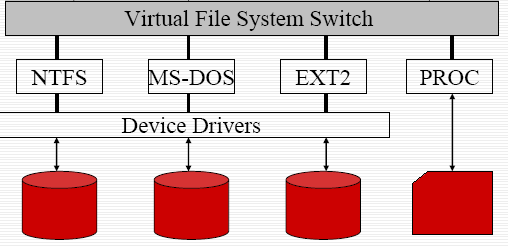 Virtual File System Switch
NTFS MS-DOS EXT2 PROC
Device Drivers